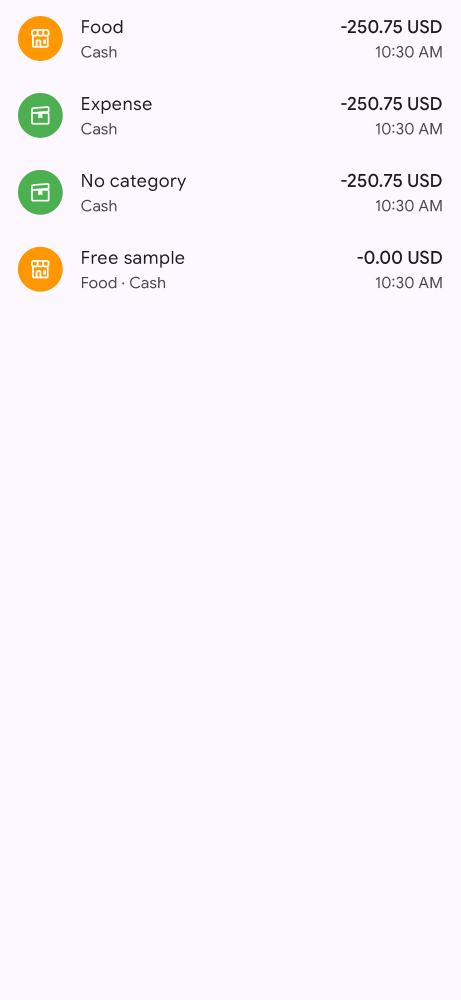 Food -250.75 USD
Cash 10:30 AM
Expense -250.75 USD
Cash 10:30 AM
No category -250.75 USD
Cash 10:30 AM
Free sample -0.00 USD
Food · Cash 10:30 AM